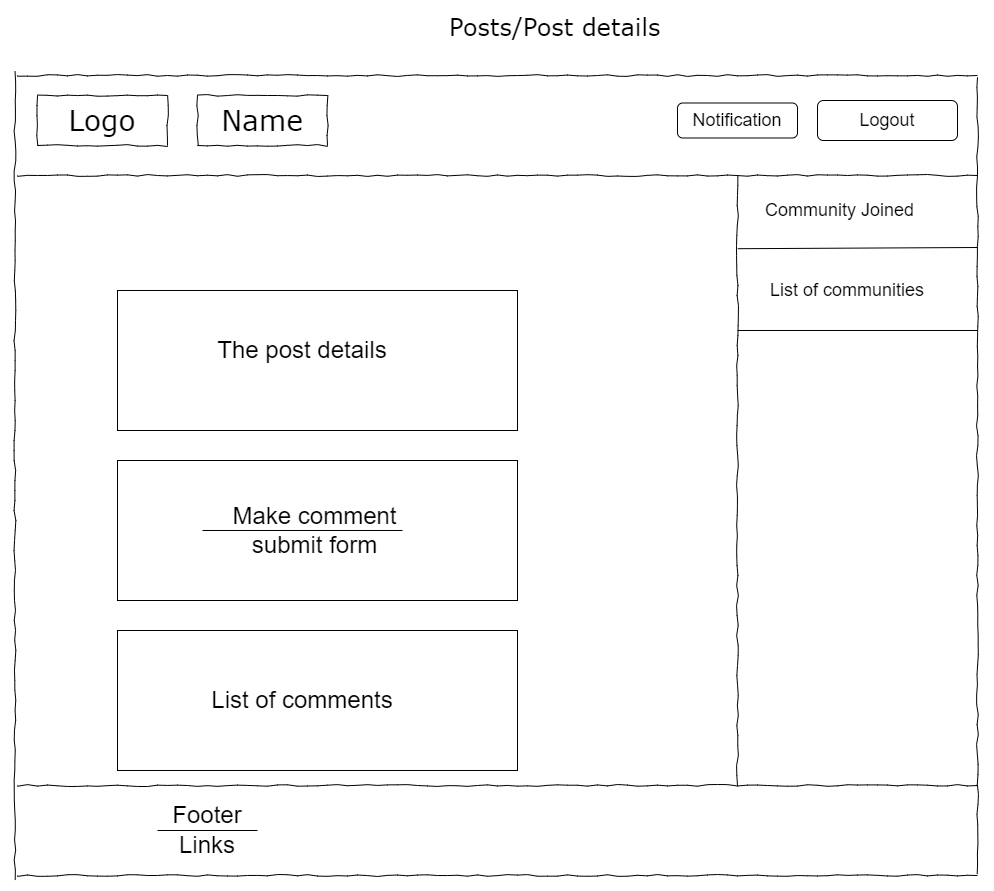 Posts/Post details
Logo
Name
Notification
Logout
Community Joined
List of communities
The post details
Make comment
submit form
List of comments
Footer
Links